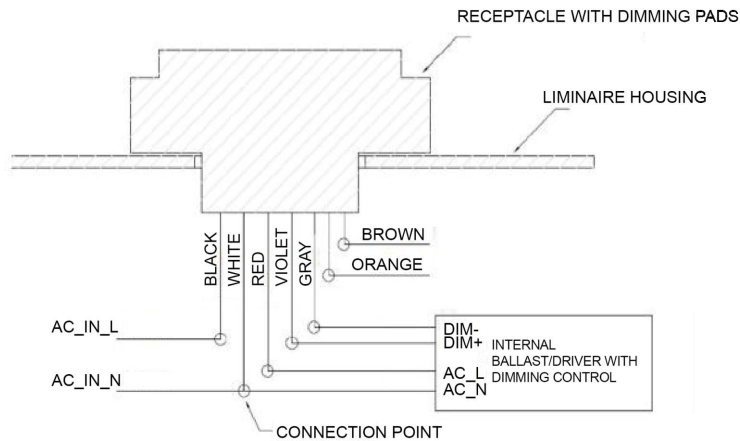 RECEPTACLE WITH DIMMING PADS
LIMINAIRE HOUSING
BLACK
WHITE
RED
VIOLET
GRAY
BROWN
ORANGE
AC_IN_L
AC_IN_N
DIM-
DIM+
AC_L
AC_N
INTERNAL
BALLAST/DRIVER WITH
DIMMING CONTROL
CONNECTION POINT